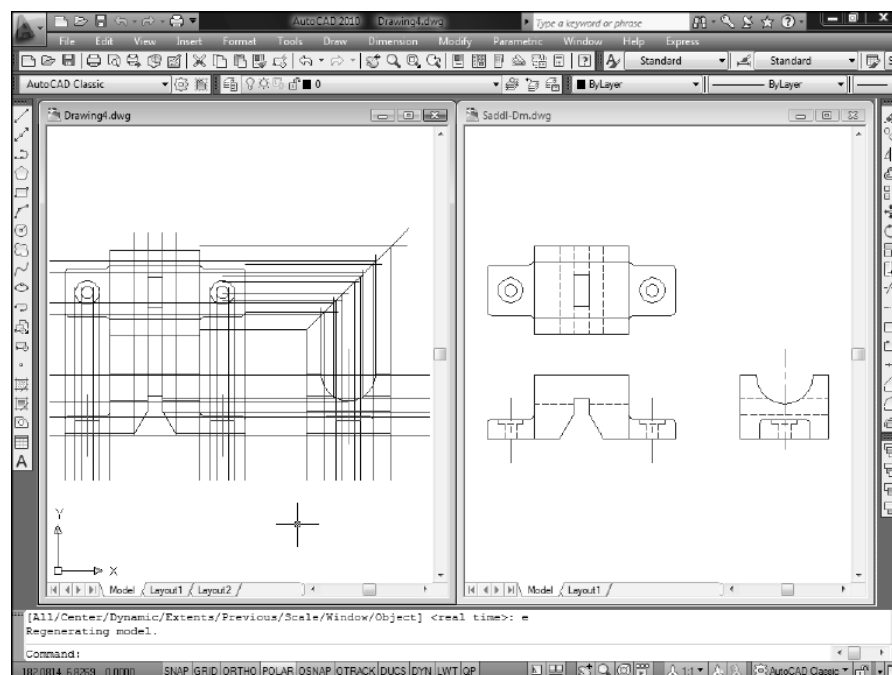 AutoCAD 2010 Drawing4.dwg
Type a keyword or phrase
File Edit View Insert Format Tools Draw Dimension Modify Parametric Window Help Express
Standard Standard
AutoCAD Classic 0 ByLayer ByLayer
Drawing4.dwg
Saddl-Dm.dwg
Y
X
Model Layout1 Layout2
Model Layout1
[All/Center/Dynamic/Extents/Previous/Scale/Window/Object] <real time>: e
Regenerating model.
Command:
SNAP GRID ORTHO POLAR OSNAP OTRACK DUCS DYN LWT QP 1:1 AutoCAD Classic